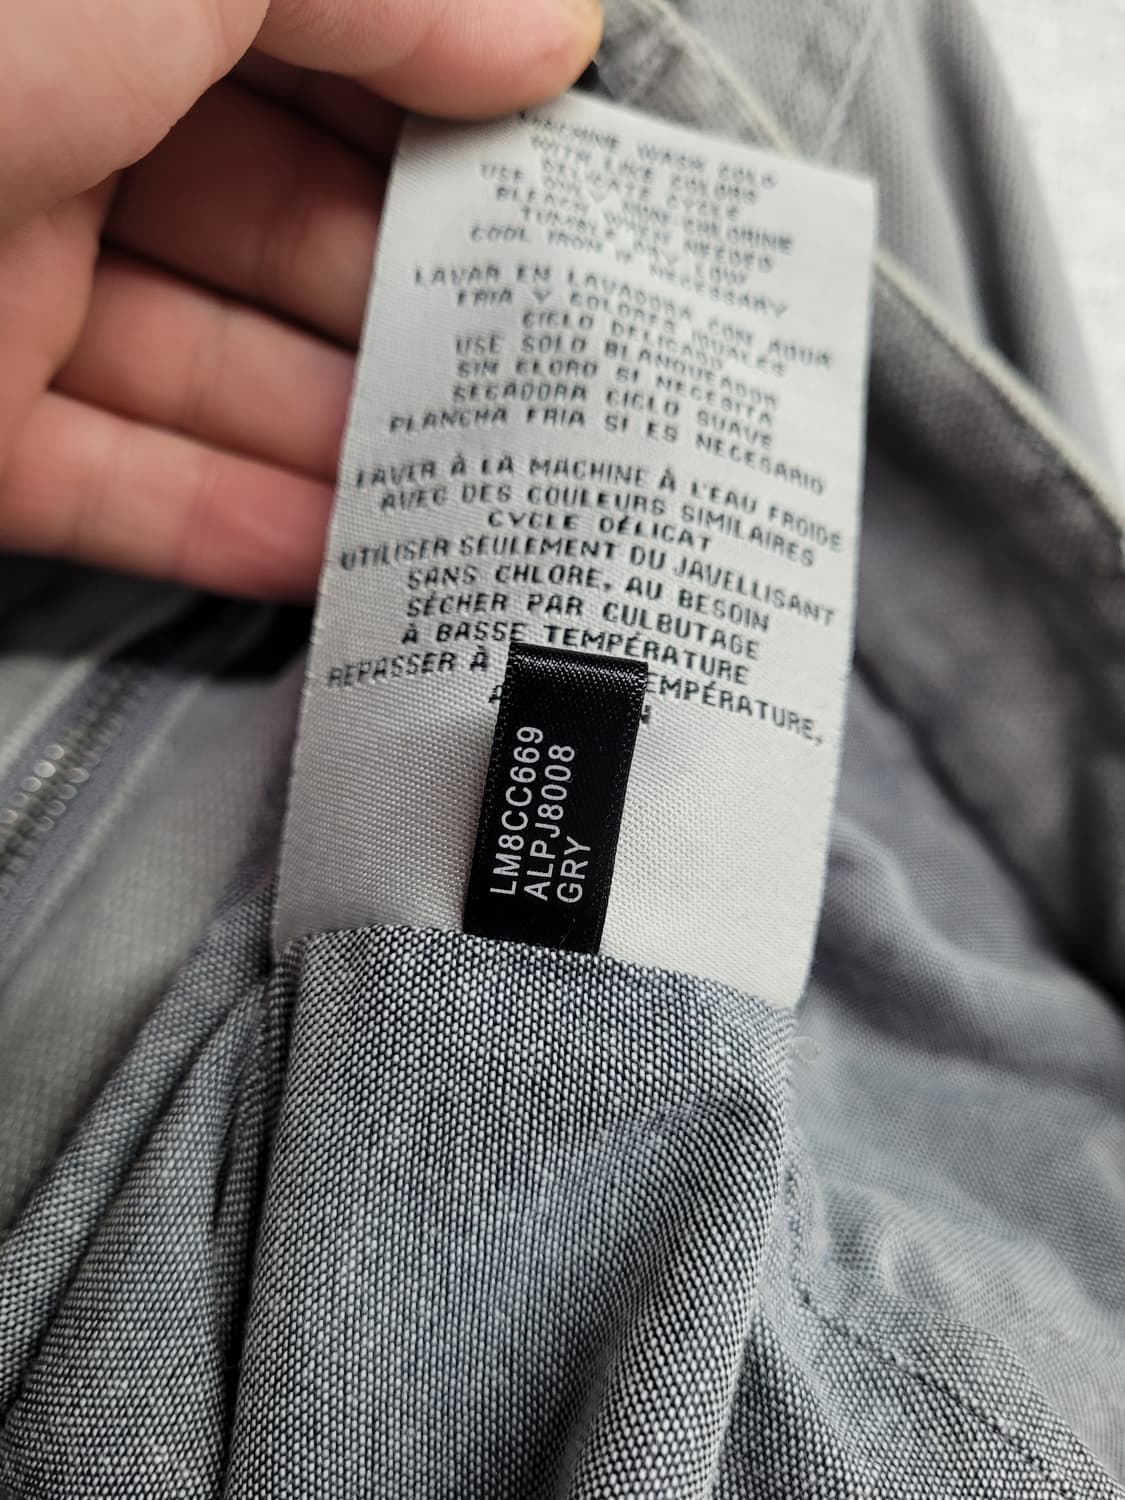 MACHINE WASH COLD
WITH LIKE COLORS
DELICATE CYCLE
USE ONLY NON-CHLORINE
BLEACH WHEN NEEDED
TUMBLE DRY LOW
COOL IRON IF NECESSARY
LAVAR EN LAVADORA CON AGUA
FRIA Y COLORES IGUALES
CICLO DELICADO
USE SOLO BLANQUEADOR
SIN CLORO SI NECESITA
SECADORA CICLO SUAVE
PLANCHA FRIA SI ES NECESARIO
LAVER À LA MACHINE À L'EAU FROIDE
AVEC DES COULEURS SIMILAIRES
CYCLE DÉLICAT
UTILISER SEULEMENT DU JAVELLISANT
SANS CHLORE, AU BESOIN
SÉCHER PAR CULBUTAGE
À BASSE TEMPÉRATURE
REPASSER À EMPÉRATURE,
LM8CC669
ALPJ8008
GRY